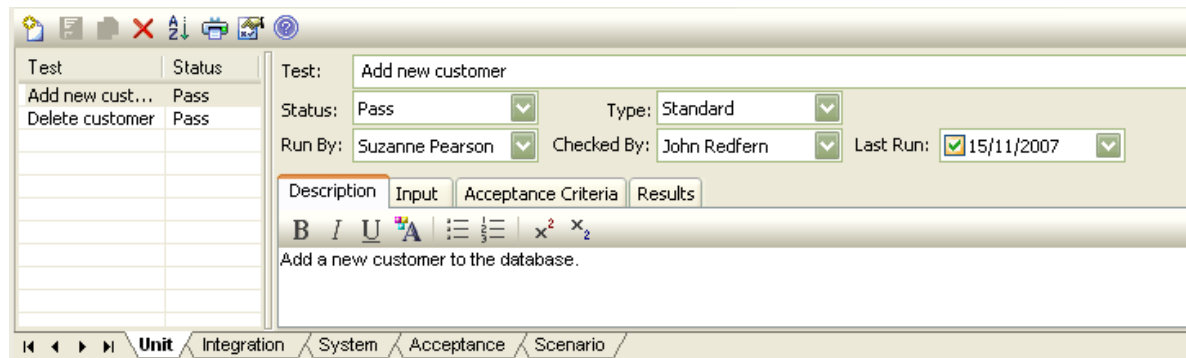 Test Status
Add new cust... Pass
Delete customer Pass
Test: Add new customer
Status: Pass Type: Standard
Run By: Suzanne Pearson Checked By: John Redfern Last Run: 15/11/2007
Description Input Acceptance Criteria Results
B I U A x² x₂
Add a new customer to the database.
Unit Integration System Acceptance Scenario